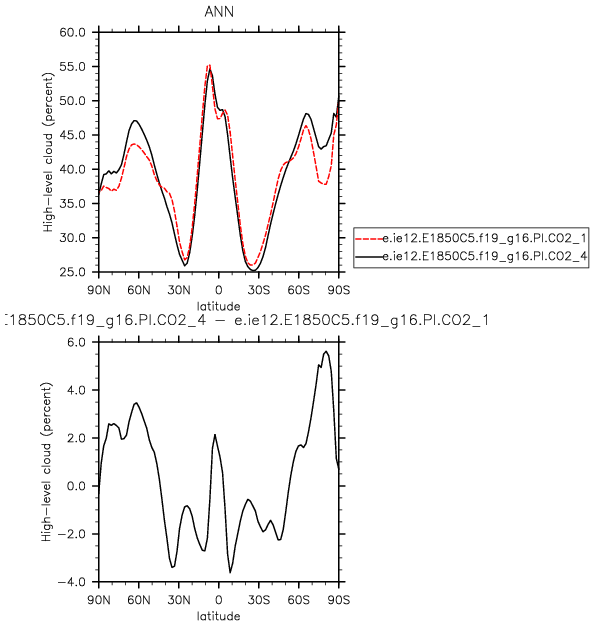 ANN
High-level cloud (percent)
60.0
55.0
50.0
45.0
40.0
35.0
30.0
25.0
90N 60N 30N 0 30S 60S 90S
latitude
e.ie12.E1850C5.f19_g16.PI.CO2_1
e.ie12.E1850C5.f19_g16.PI.CO2_4
:1850C5.f19_g16.PI.CO2_4 − e.ie12.E1850C5.f19_g16.PI.CO2_1
High-level cloud (percent)
6.0
4.0
2.0
0.0
−2.0
−4.0
90N 60N 30N 0 30S 60S 90S
latitude